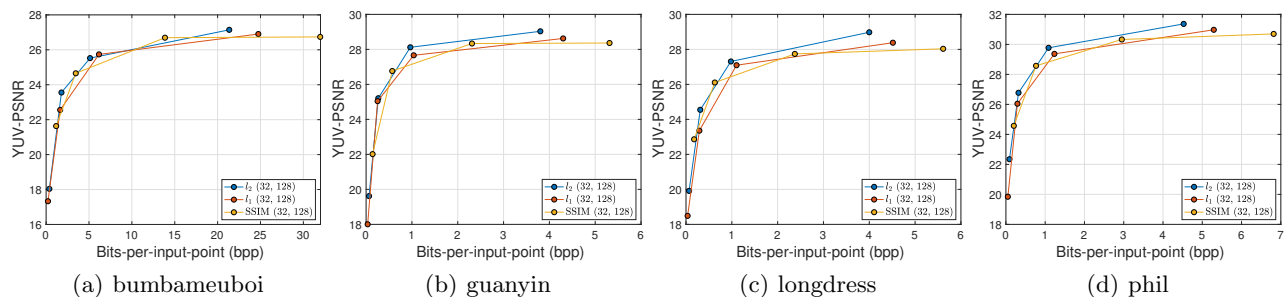 28
26
24
22
20
18
16
0 5 10 15 20 25 30
YUV-PSNR
Bits-per-input-point (bpp)
l₂ (32, 128)
l₁ (32, 128)
SSIM (32, 128)
(a) bumbameuboi
30
28
26
24
22
20
18
0 1 2 3 4 5 6
YUV-PSNR
Bits-per-input-point (bpp)
l₂ (32, 128)
l₁ (32, 128)
SSIM (32, 128)
(b) guanyin
30
28
26
24
22
20
18
0 1 2 3 4 5 6
YUV-PSNR
Bits-per-input-point (bpp)
l₂ (32, 128)
l₁ (32, 128)
SSIM (32, 128)
(c) longdress
32
30
28
26
24
22
20
18
0 1 2 3 4 5 6 7
YUV-PSNR
Bits-per-input-point (bpp)
l₂ (32, 128)
l₁ (32, 128)
SSIM (32, 128)
(d) phil